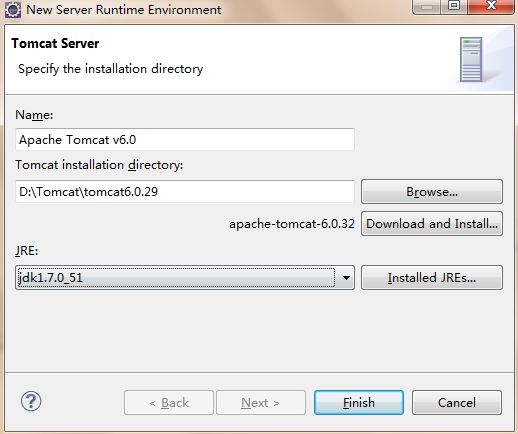 New Server Runtime Environment
Tomcat Server
Specify the installation directory
Name:
Apache Tomcat v6.0
Tomcat installation directory:
D:\Tomcat\tomcat6.0.29
Browse...
apache-tomcat-6.0.32 Download and Install...
JRE:
jdk1.7.0_51
Installed JREs...
?
< Back Next > Finish Cancel